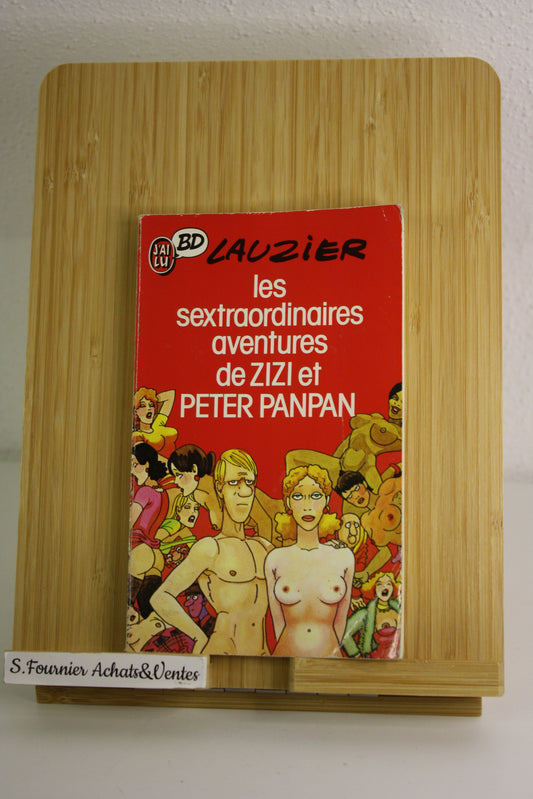 J'AI
LU
BD
LAUZIER
les
sextraordinaires
aventures
de ZIZI et
PETER PANPAN
S.Fournier Achats&Ventes